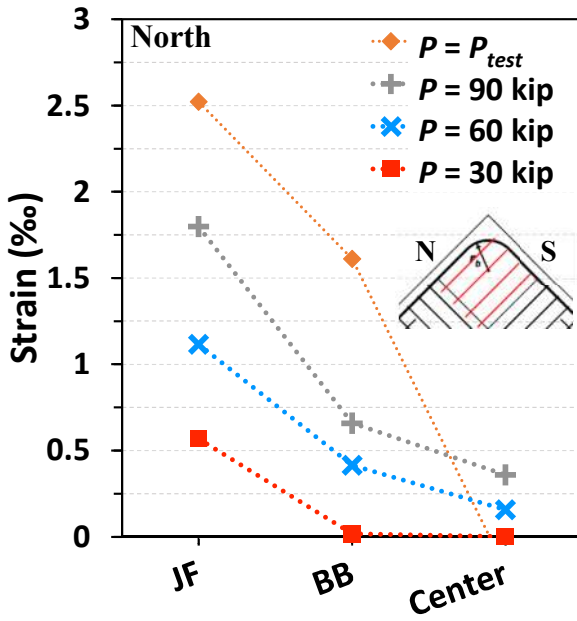 3
2.5
2
1.5
1
0.5
0
Strain (‰)
North
P = Ptest
P = 90 kip
P = 60 kip
P = 30 kip
N
S
JF
BB
Center